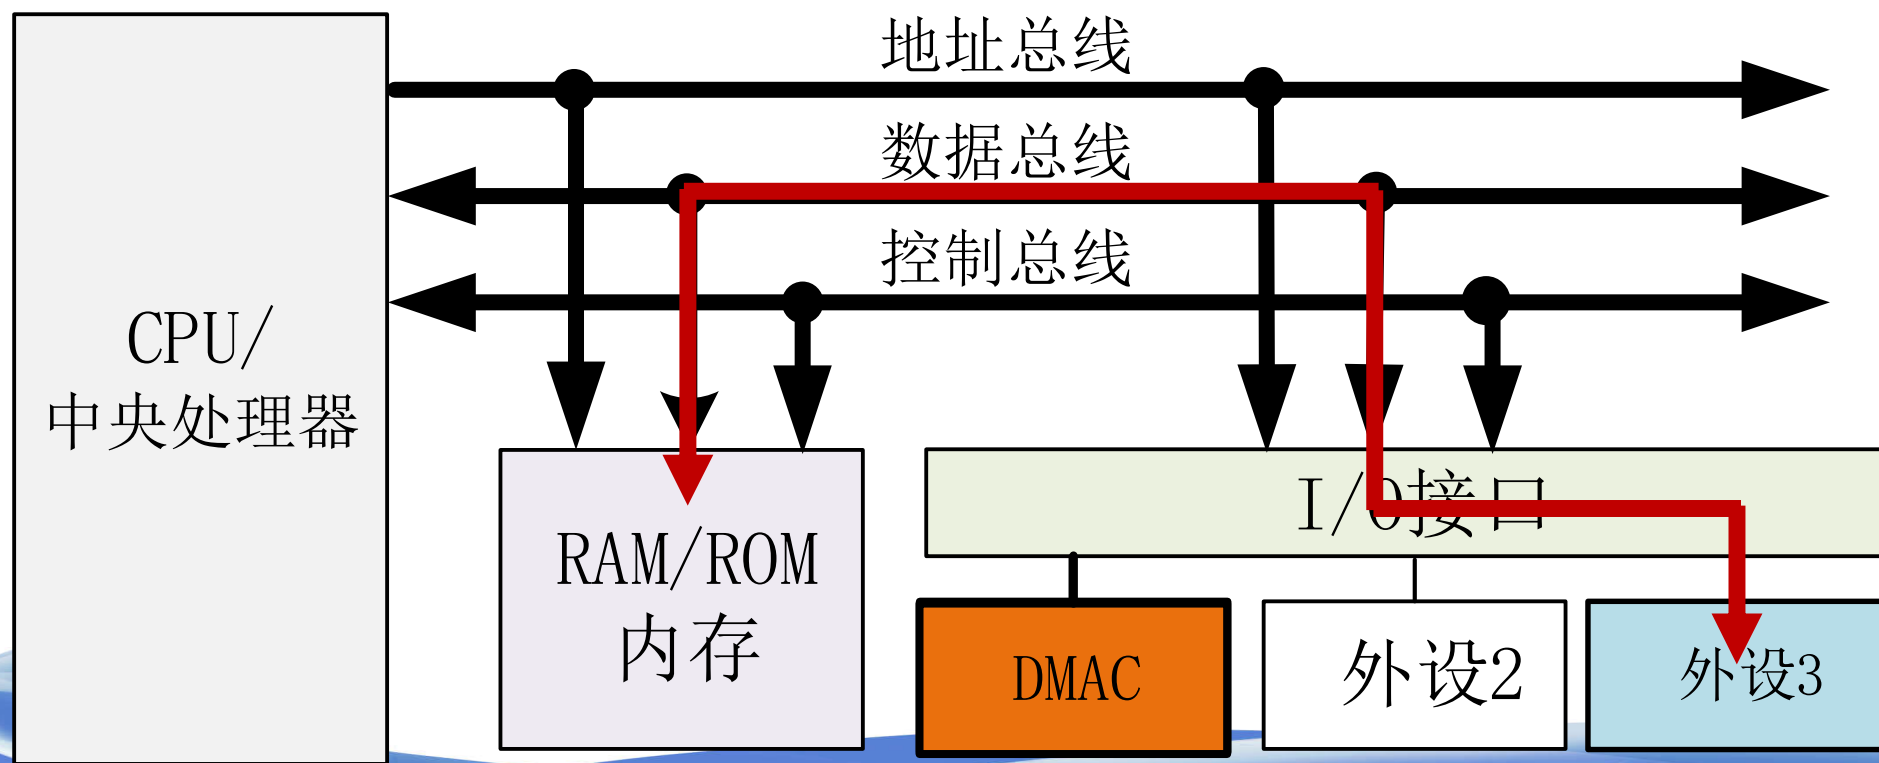 地址总线
数据总线
控制总线
CPU/
中央处理器
I/O接口
RAM/ROM
内存
DMAC
外设2
外设3